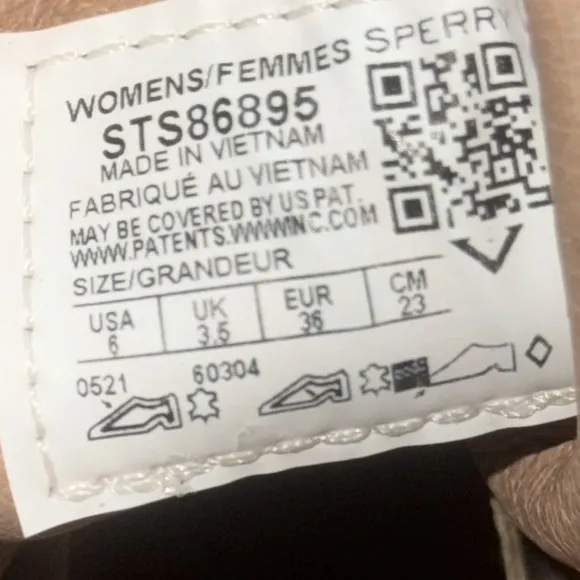 WOMENS/FEMMES SPERRY
STS86895
MADE IN VIETNAM
FABRIQUÉ AU VIETNAM
MAY BE COVERED BY US PAT.
WWW.PATENTS.WWWINC.COM
SIZE/GRANDEUR
USA UK EUR CM
6 3.5 36 23
0521 60304